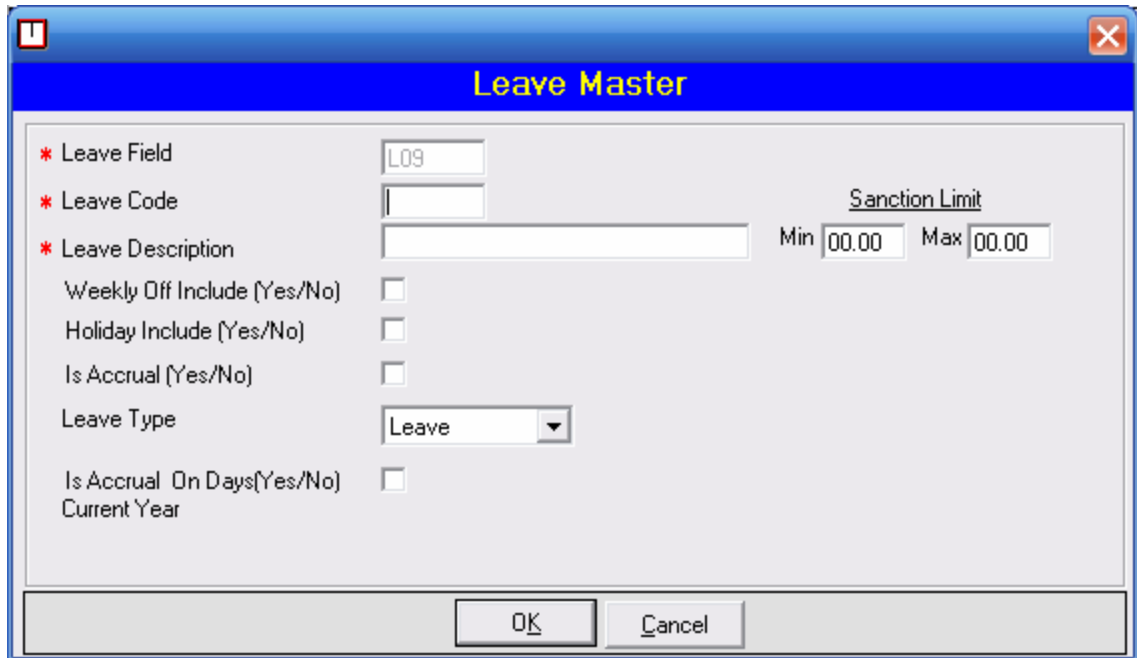 Leave Master
* Leave Field L09
* Leave Code
Sanction Limit
* Leave Description
Min 00.00 Max 00.00
Weekly Off Include (Yes/No)
Holiday Include (Yes/No)
Is Accrual (Yes/No)
Leave Type Leave
Is Accrual On Days(Yes/No)
Current Year
OK Cancel